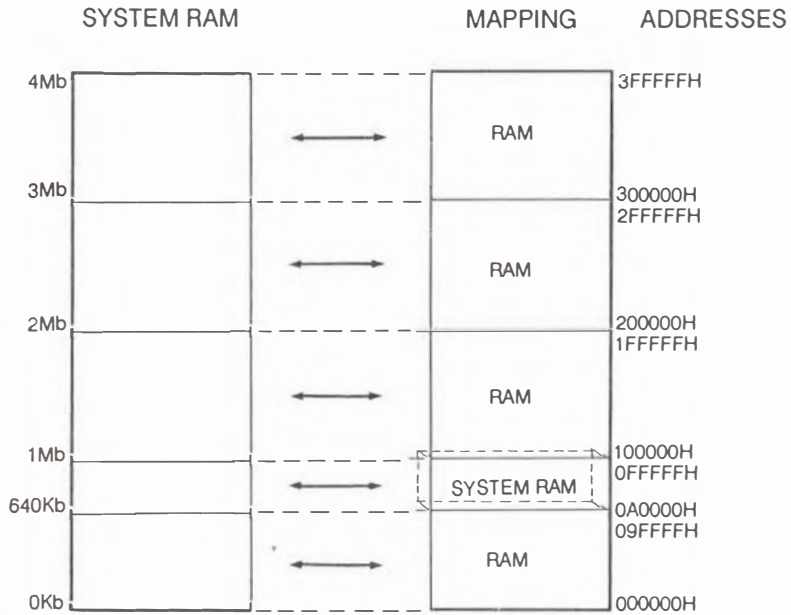 SYSTEM RAM MAPPING ADDRESSES
4Mb 3FFFFFH
RAM
3Mb 300000H
2FFFFFH
RAM
2Mb 200000H
1FFFFFH
RAM
1Mb 100000H
0FFFFFH
SYSTEM RAM
640Kb 0A0000H
09FFFFH
RAM
0Kb 000000H